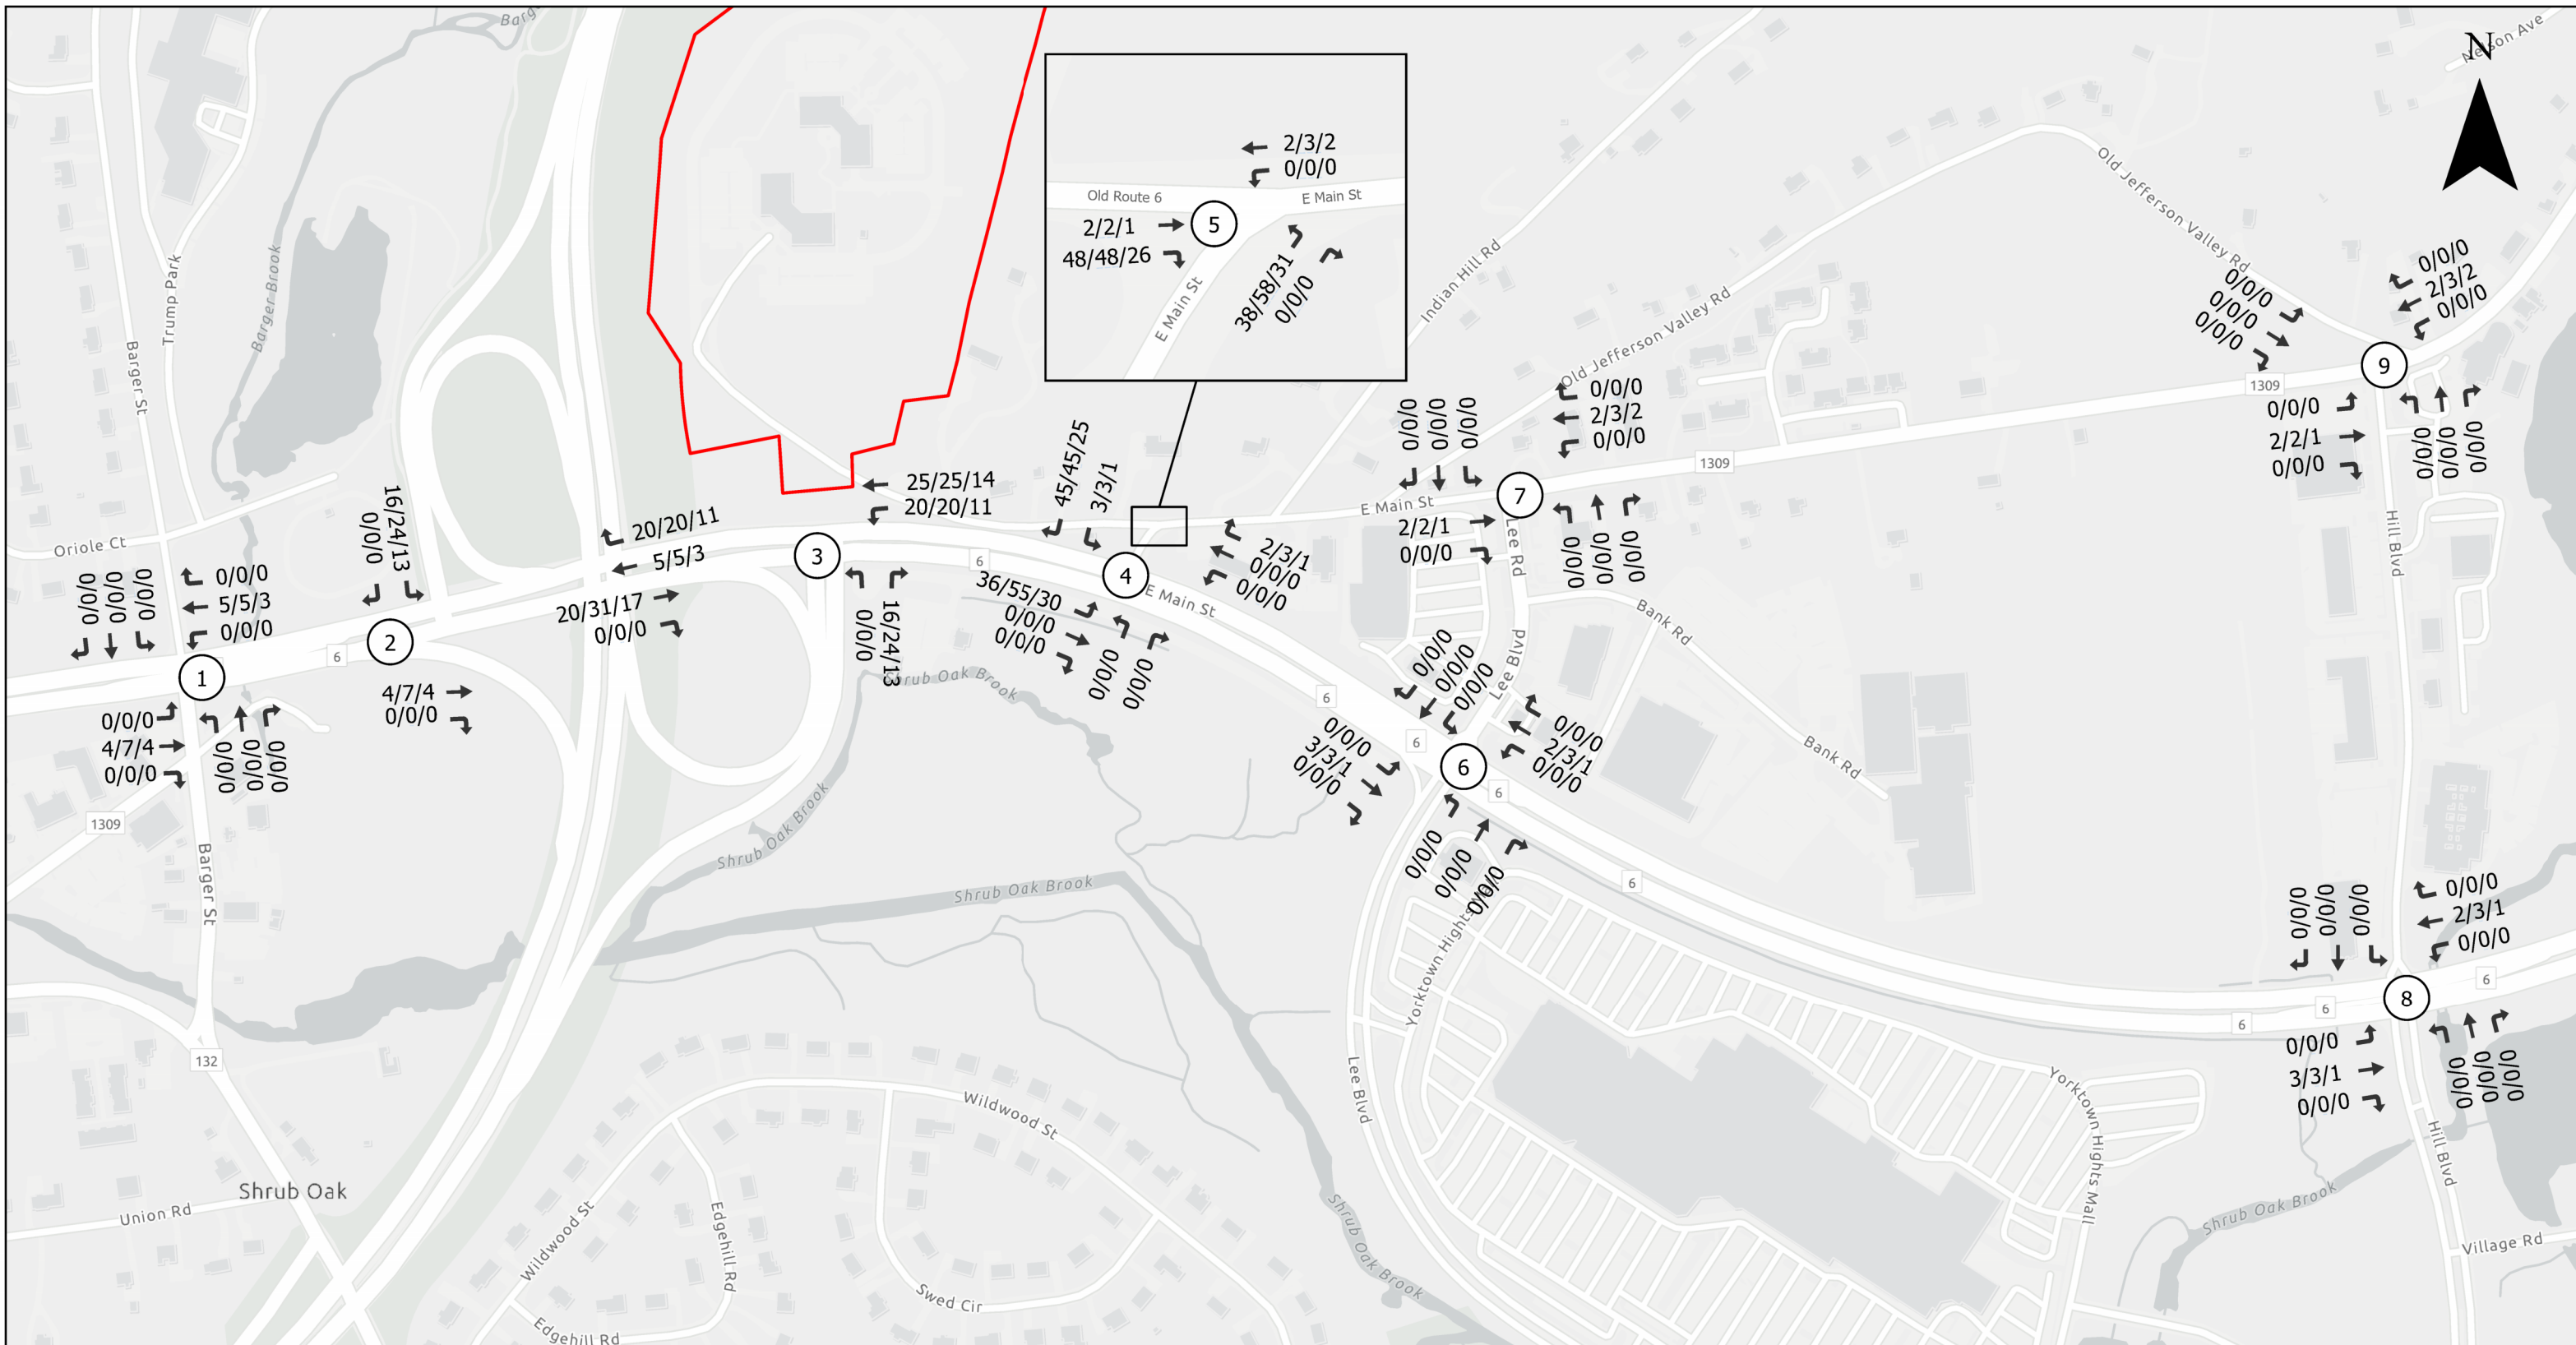 N
Nelson Ave
Trump Park
Barger Brook
Barger St
Oriole Ct
0/0/0
0/0/0
0/0/0
0/0/0
5/5/3
0/0/0
1
0/0/0
4/7/4
0/0/0
0/0/0
0/0/0
0/0/0
1309
Barger St
132
Shrub Oak
Union Rd
6
0/0/0
16/24/13
2
4/7/4
0/0/0
20/20/11
5/5/3
20/31/17
0/0/0
25/25/14
20/20/11
3
0/0/0
16/24/13
6
Shrub Oak Brook
Shrub Oak Brook
Shrub Oak Brook
45/45/25
3/3/1
4
E Main St
36/55/30
0/0/0
0/0/0
0/0/0
0/0/0
2/3/1
0/0/0
0/0/0
2/3/2
0/0/0
Old Route 6
E Main St
5
2/2/1
48/48/26
E Main St
38/58/31
0/0/0
Indian Hill Rd
Old Jefferson Valley Rd
0/0/0
0/0/0
0/0/0
0/0/0
2/3/2
0/0/0
E Main St
7
2/2/1
0/0/0
0/0/0
0/0/0
0/0/0
Lee Rd
1309
Bank Rd
Bank Rd
Lee Blvd
6
6
0/0/0
0/0/0
0/0/0
0/0/0
2/3/1
0/0/0
6
6
0/0/0
3/3/1
0/0/0
0/0/0
0/0/0
0/0/0
Yorktown Hights
Lee Blvd
6
Old Jefferson Valley Rd
0/0/0
0/0/0
0/0/0
0/0/0
2/3/2
0/0/0
9
1309
0/0/0
2/2/1
0/0/0
0/0/0
0/0/0
0/0/0
Hill Blvd
0/0/0
0/0/0
0/0/0
0/0/0
2/3/1
0/0/0
6
6
6
8
0/0/0
3/3/1
0/0/0
0/0/0
0/0/0
0/0/0
Hill Blvd
Village Rd
Yorktown Hights Mall
Shrub Oak Brook
Shrub Oak Brook
Wildwood St
Wildwood St
Edgehill Rd
Edgehill Rd
Swed Cir